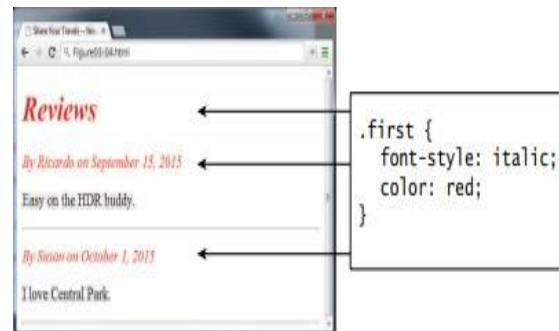 Share Your Travels -- New
Figure03-04.html
Reviews
By Ricardo on September 15, 2015
Easy on the HDR buddy.
By Susan on October 1, 2015
I love Central Park.
.first {
font-style: italic;
color: red;
}